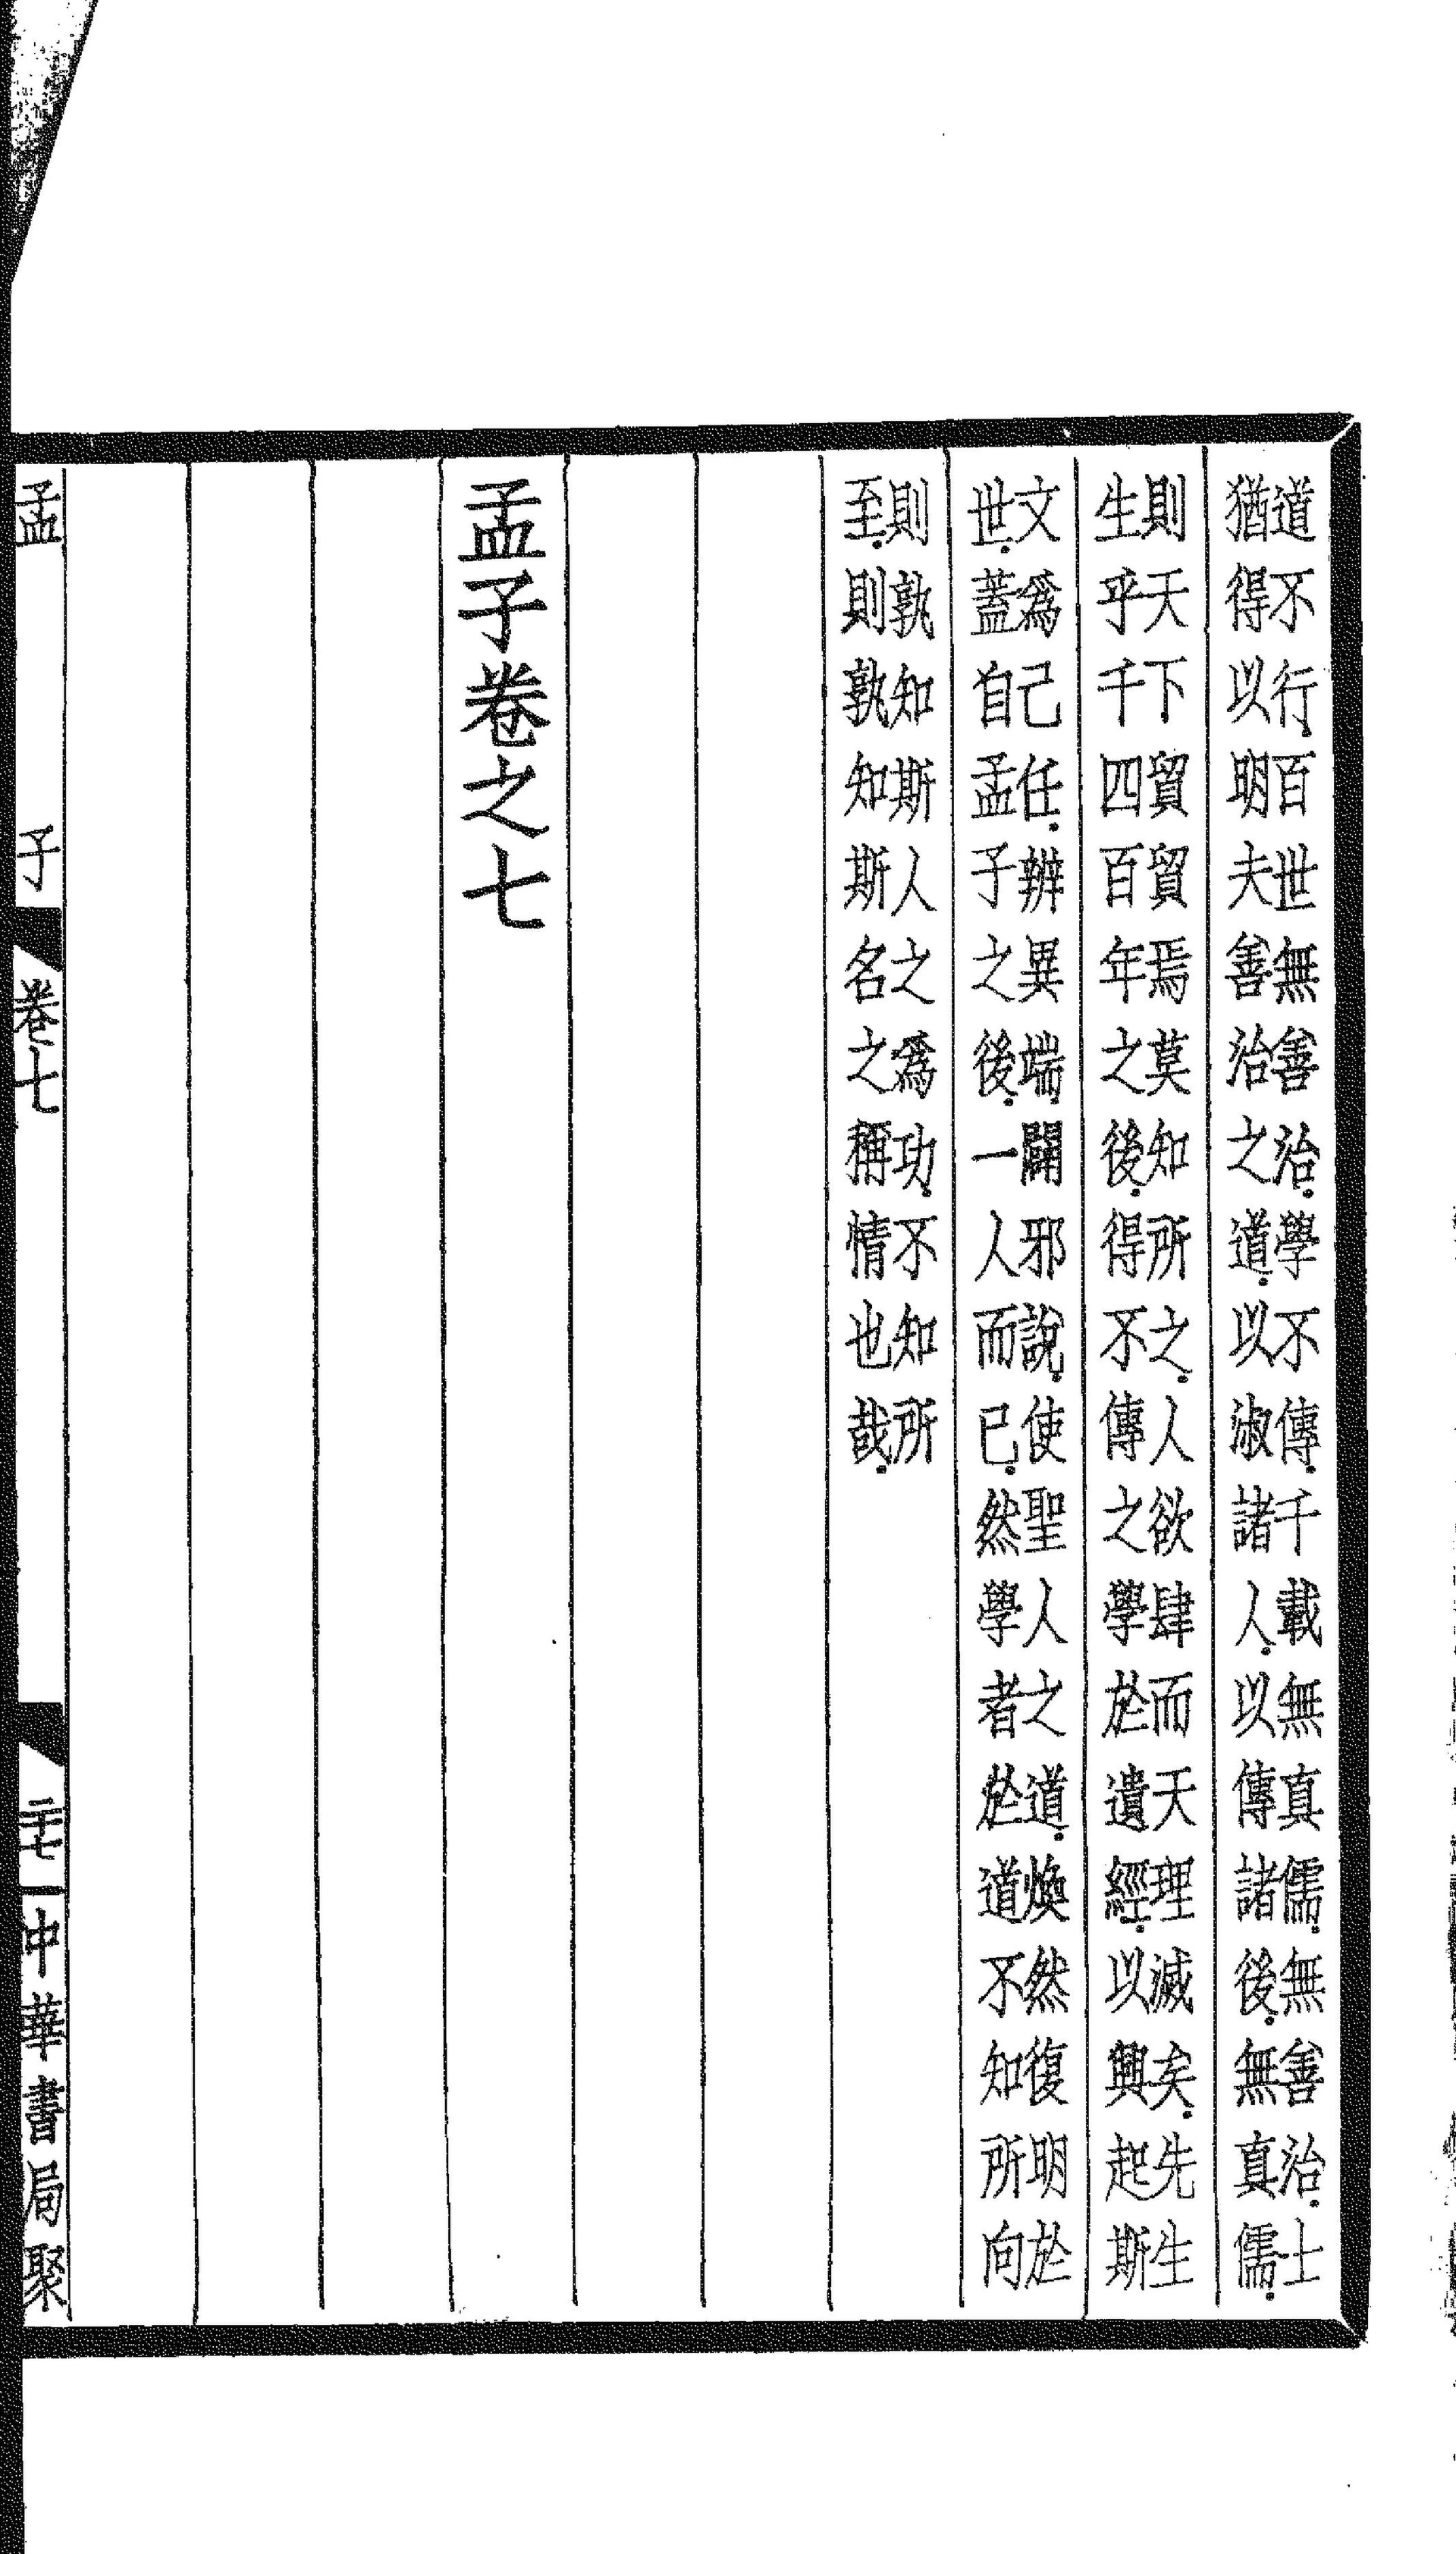 道不行.百世無善治.學不傳.千載無真儒.無善治.士
猶得以明夫善治之道.以淑諸人.以傳諸後.無真儒.
則天下貿貿焉莫知所之.人欲肆而天理滅矣.先生
生乎千四百年之後.得不傳之學於遺經.以興起斯
文爲己任.辨異端.闢邪說.使聖人之道.煥然復明於
世.蓋自孟子之後.一人而已.然學者於道不知所向
則孰知斯人之爲功.不知所
至.則孰知斯名之稱情也哉.
孟子卷之七
孟子 卷七 二十七 中華書局聚